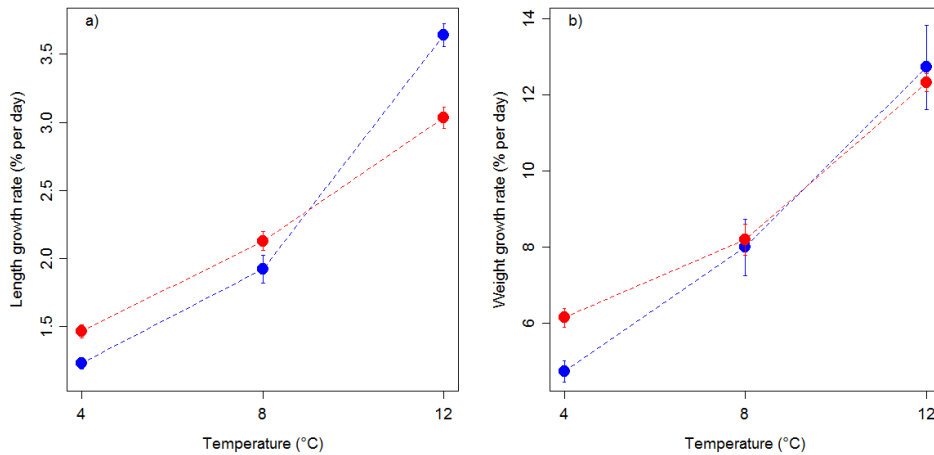 a)
Length growth rate (% per day)
3.5
3.0
2.5
2.0
1.5
4
8
12
Temperature (°C)
b)
Weight growth rate (% per day)
14
12
10
8
6
4
8
12
Temperature (°C)